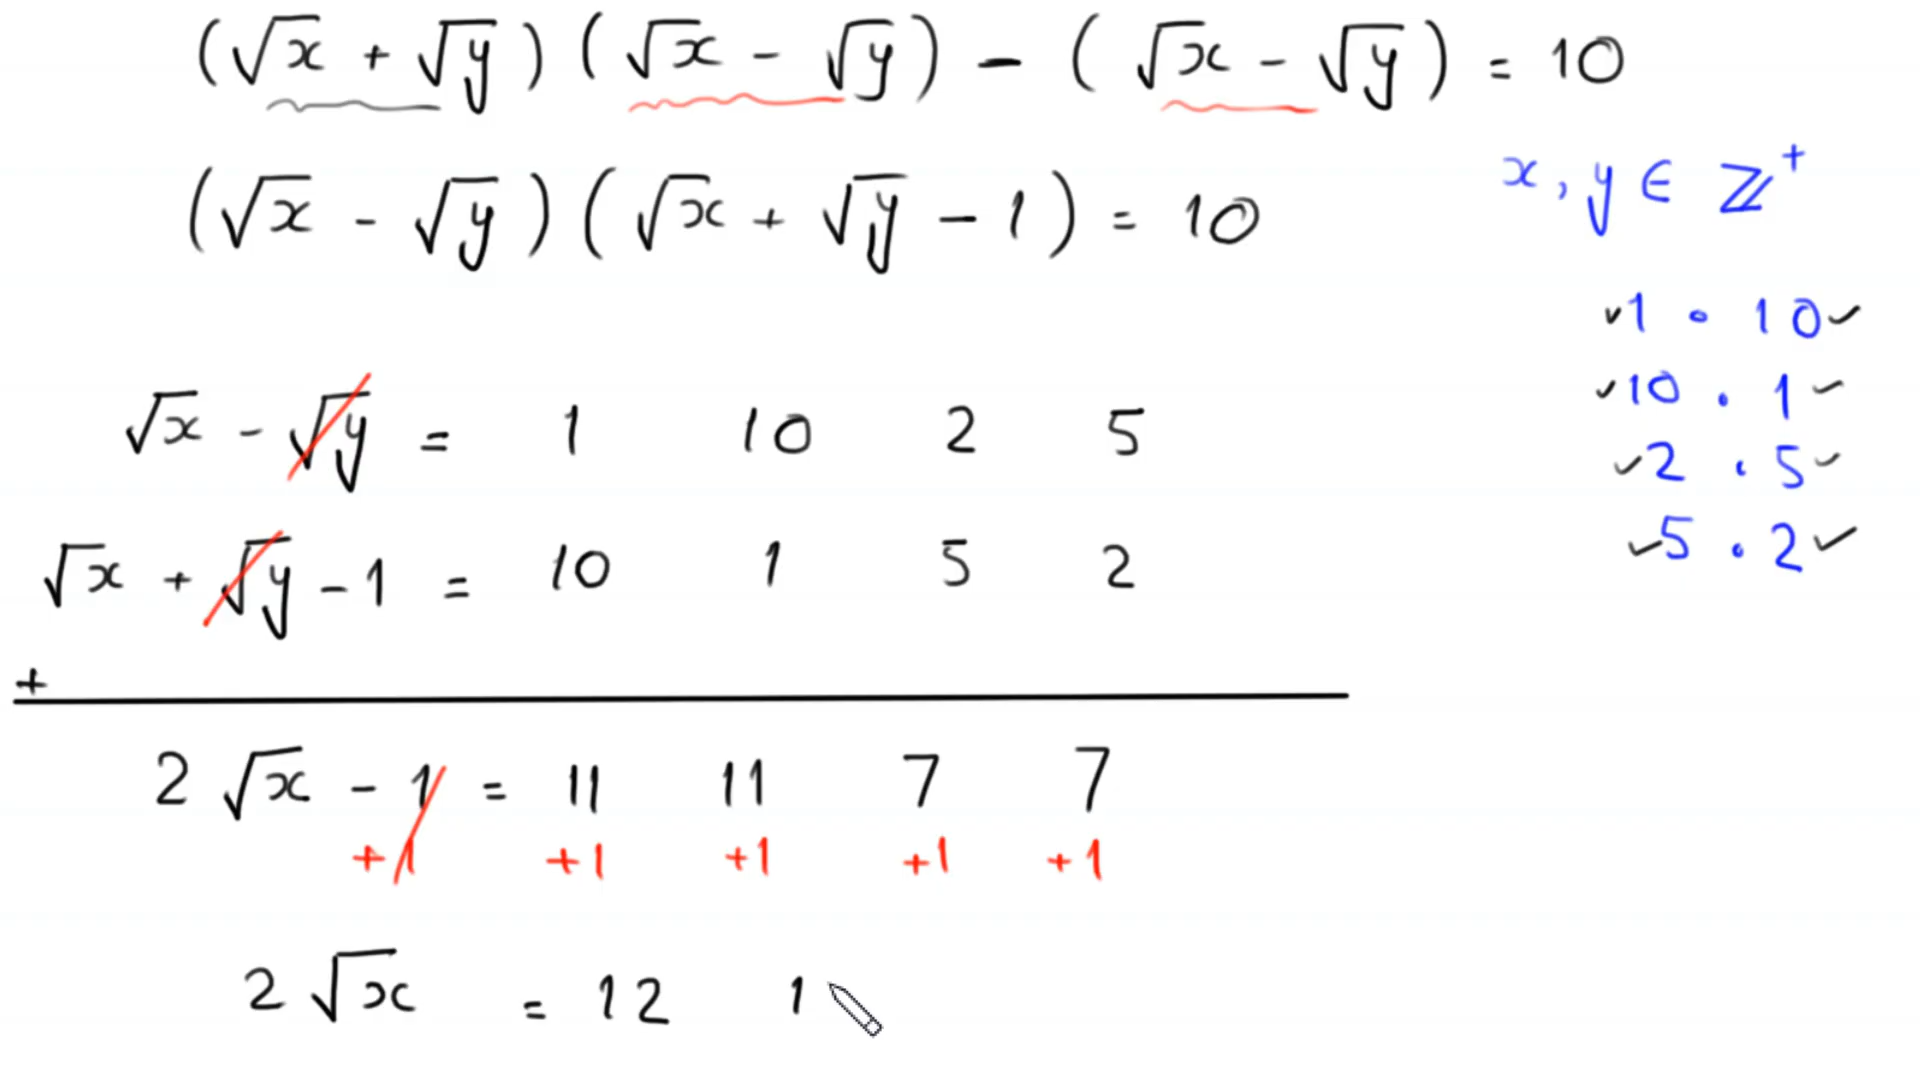 (√x + √y) (√x - √y) - (√x - √y) = 10
(√x - √y) (√x + √y - 1) = 10
x, y ∈ ℤ⁺
1 · 10
10 · 1
2 · 5
5 · 2
√x - √y = 1 10 2 5
√x + √y - 1 = 10 1 5 2
+
2 √x - 1 = 11 11 7 7
+1 +1 +1 +1 +1
2 √x = 12 1